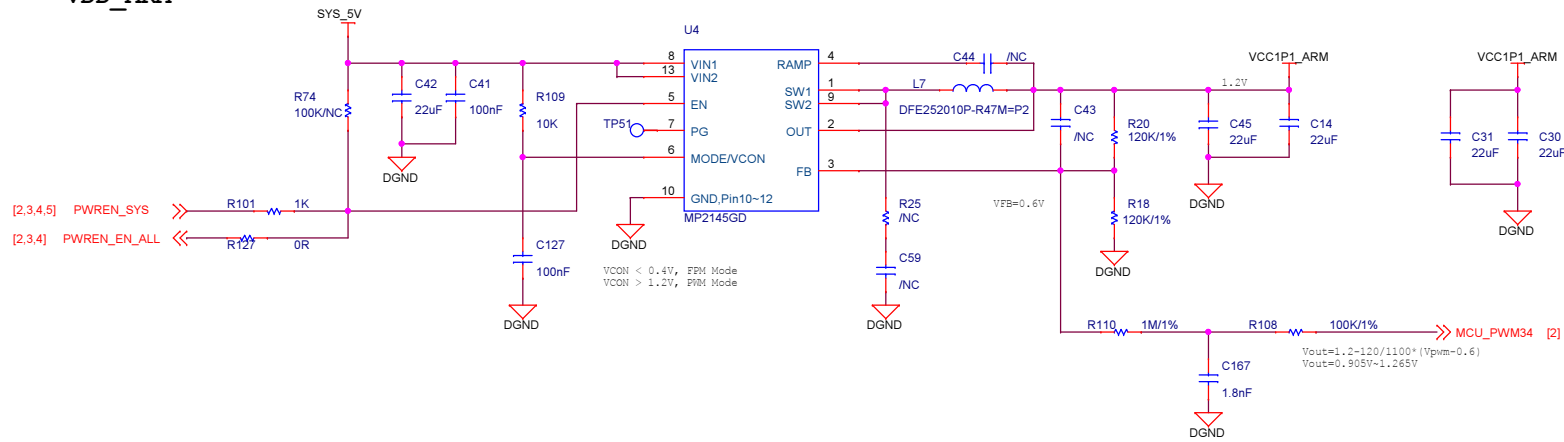 SYS_5V
U4
8
VIN1
13
VIN2
5
EN
7
PG
6
MODE/VCON
10
GND,Pin10~12
MP2145GD
RAMP
4
SW1
1
SW2
9
OUT
2
FB
3
C44
/NC
L7
DFE252010P-R47M=P2
VCC1P1_ARM
1.2V
VCC1P1_ARM
R74
100K/NC
C42
22uF
C41
100nF
R109
10K
TP51
DGND
C43
/NC
R20
120K/1%
C45
22uF
C14
22uF
C31
22uF
C30
22uF
[2,3,4,5] PWREN_SYS
R101
1K
[2,3,4] PWREN_EN_ALL
R127
0R
C127
100nF
DGND
DGND
VCON < 0.4V, FPM Mode
VCON > 1.2V, PWM Mode
R25
/NC
C59
/NC
DGND
VFB=0.6V
R18
120K/1%
DGND
DGND
DGND
R110
1M/1%
R108
100K/1%
MCU_PWM34 [2]
Vout=1.2-120/1100*(Vpwm-0.6)
Vout=0.905V~1.265V
C167
1.8nF
DGND